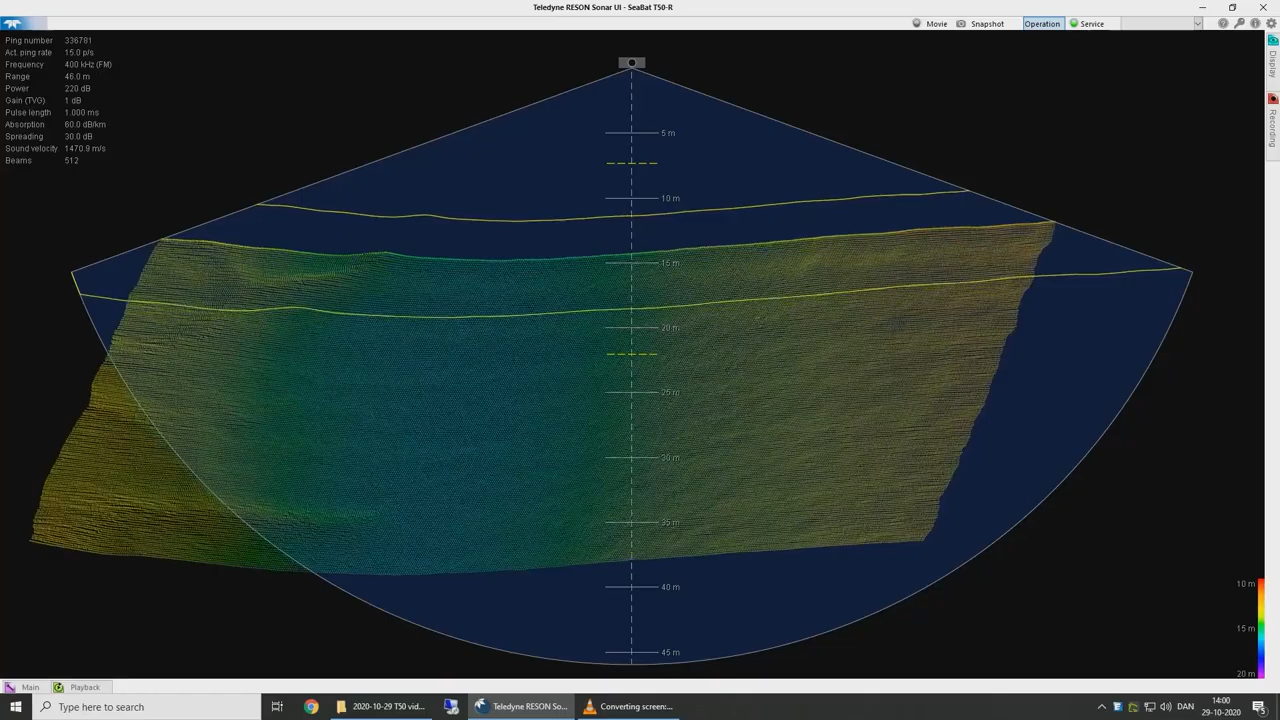 Teledyne RESON Sonar UI - SeaBat T50-R
Movie Snapshot Operation Service
Ping number 336781
Act. ping rate 15.0 p/s
Frequency 400 kHz (FM)
Range 46.0 m
Power 220 dB
Gain (TVG) 1 dB
Pulse length 1.000 ms
Absorption 60.0 dB/km
Spreading 30.0 dB
Sound velocity 1470.9 m/s
Beams 512
Display
Recording
5 m
10 m
15 m
20 m
25 m
30 m
35 m
40 m
45 m
10 m
15 m
20 m
Main Playback
Type here to search
2020-10-29 T50 vid...
Teledyne RESON So...
Converting screen:...
DAN
14:00
29-10-2020
5